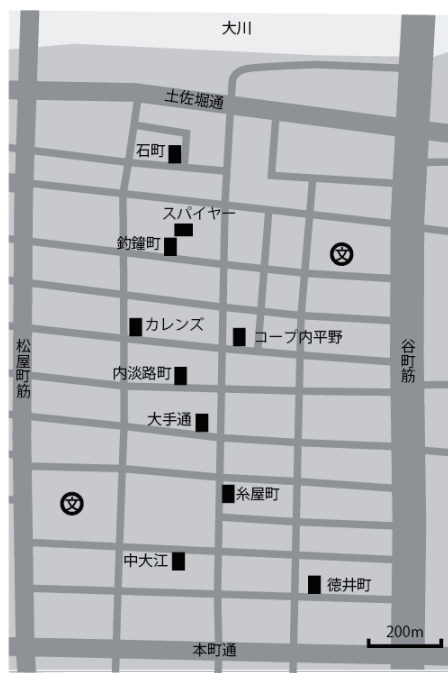 大川
土佐堀通
石町
スパイヤー
釣鐘町
文
カレンズ
コープ内平野
松屋町筋
谷町筋
内淡路町
大手通
糸屋町
文
中大江
徳井町
200m
本町通